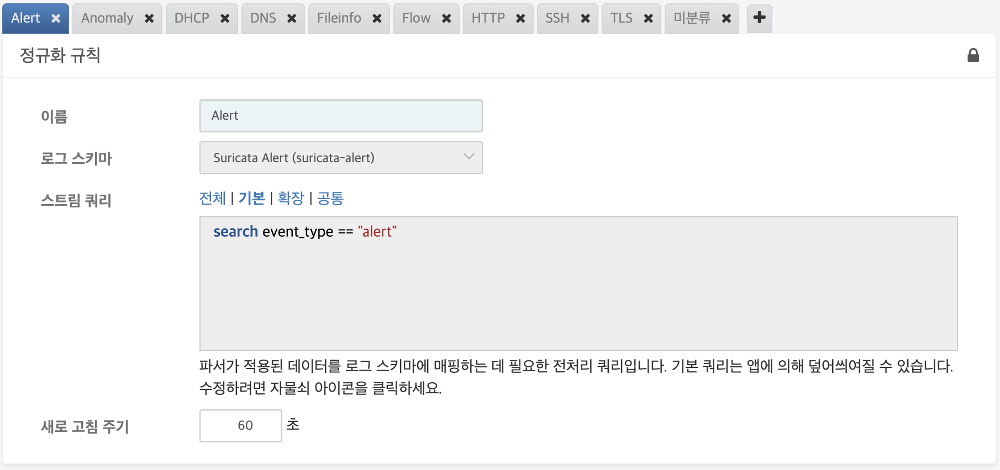 Alert ✖ Anomaly ✖ DHCP ✖ DNS ✖ Fileinfo ✖ Flow ✖ HTTP ✖ SSH ✖ TLS ✖ 미분류 ✖ ✚
정규화 규칙
이름 Alert
로그 스키마 Suricata Alert (suricata-alert)
스트림 쿼리 전체 | 기본 | 확장 | 공통
search event_type == "alert"
파서가 적용된 데이터를 로그 스키마에 매핑하는 데 필요한 전처리 쿼리입니다. 기본 쿼리는 앱에 의해 덮어씌여질 수 있습니다.
수정하려면 자물쇠 아이콘을 클릭하세요.
새로 고침 주기 60 초